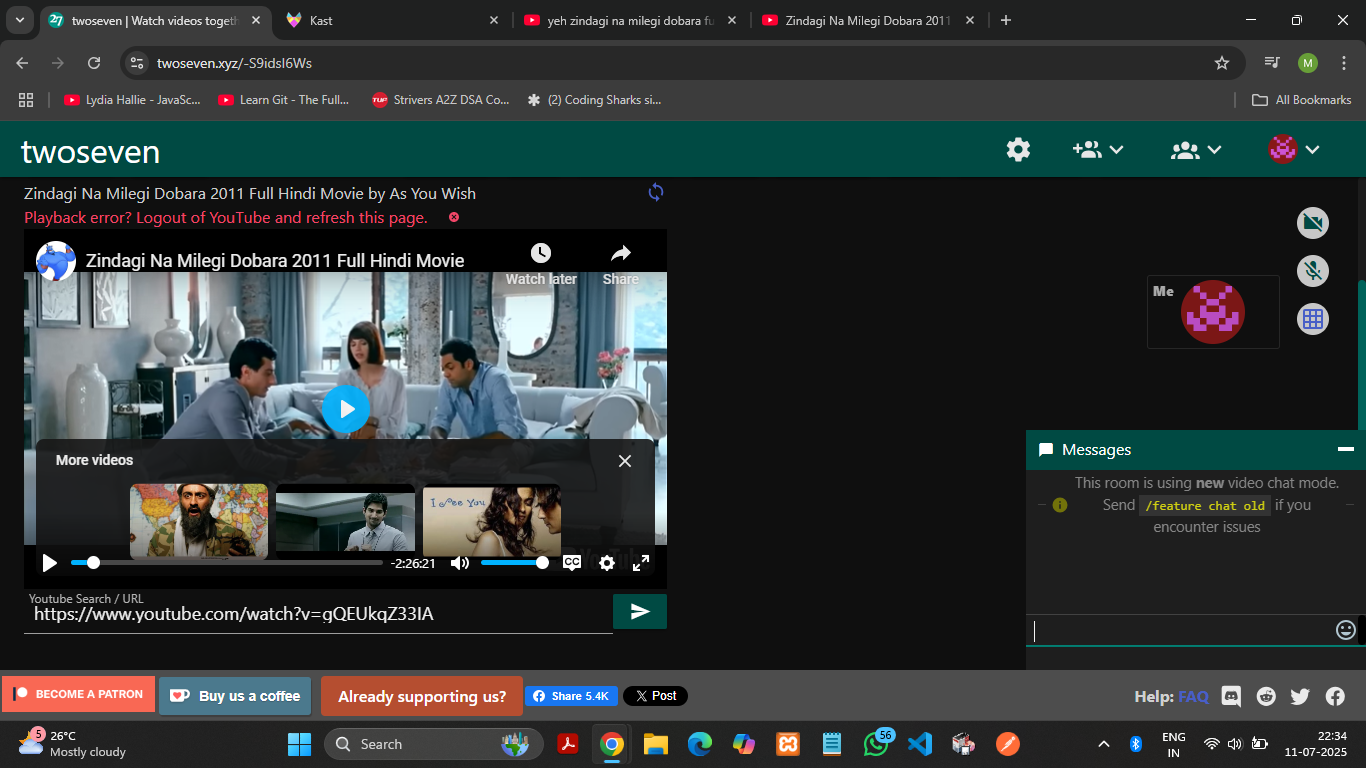 twoseven | Watch videos togeth
Kast
yeh zindagi na milegi dobara fu
Zindagi Na Milegi Dobara 2011
twoseven.xyz/-S9idsl6Ws
M
Lydia Hallie - JavaSc...
Learn Git - The Full...
TUF
Strivers A2Z DSA Co...
(2) Coding Sharks si...
All Bookmarks
twoseven
Zindagi Na Milegi Dobara 2011 Full Hindi Movie by As You Wish
Playback error? Logout of YouTube and refresh this page.
Zindagi Na Milegi Dobara 2011 Full Hindi Movie
Watch later
Share
Me
More videos
I See You
-2:26:21
CC
Youtube Search / URL
https://www.youtube.com/watch?v=gQEUkqZ33IA
Messages
This room is using new video chat mode.
Send /feature chat old if you
encounter issues
BECOME A PATRON
Buy us a coffee
Already supporting us?
Share 5.4K
X Post
Help: FAQ
5
26°C
Mostly cloudy
Search
56
ENG
IN
22:34
11-07-2025